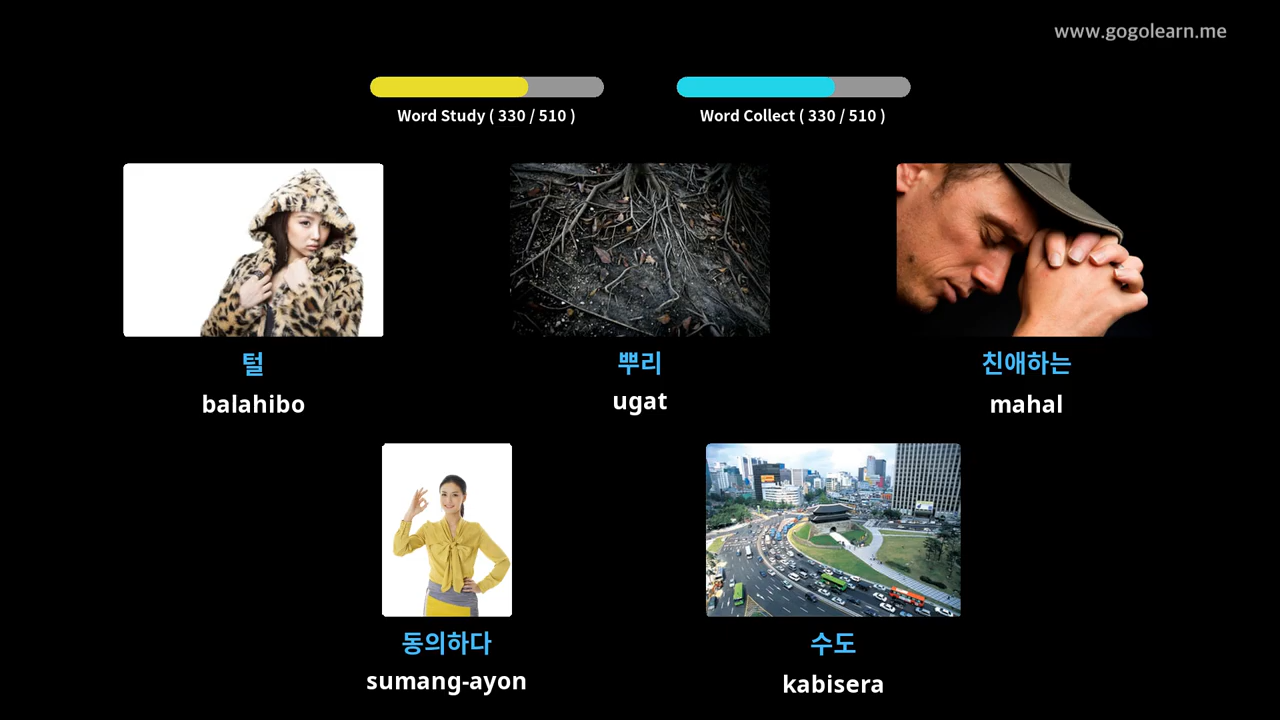 www.gogolearn.me
Word Study ( 330 / 510 )
Word Collect ( 330 / 510 )
털
balahibo
뿌리
ugat
친애하는
mahal
동의하다
sumang-ayon
수도
kabisera